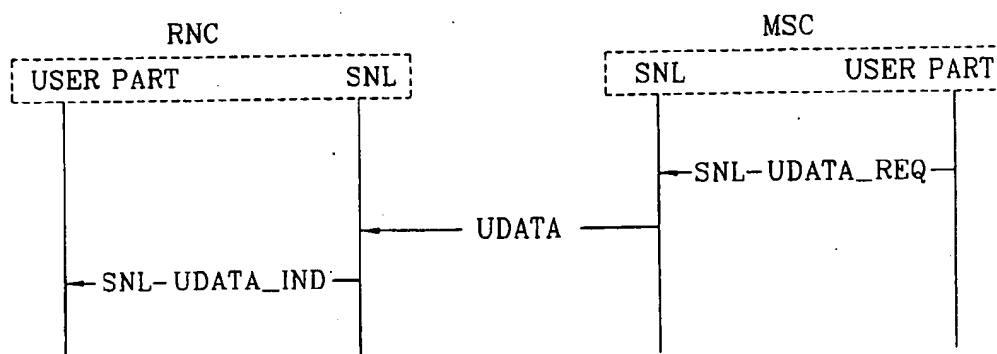 RNC
MSC
USER PART SNL
SNL USER PART
SNL-UDATA_REQ
UDATA
SNL-UDATA_IND